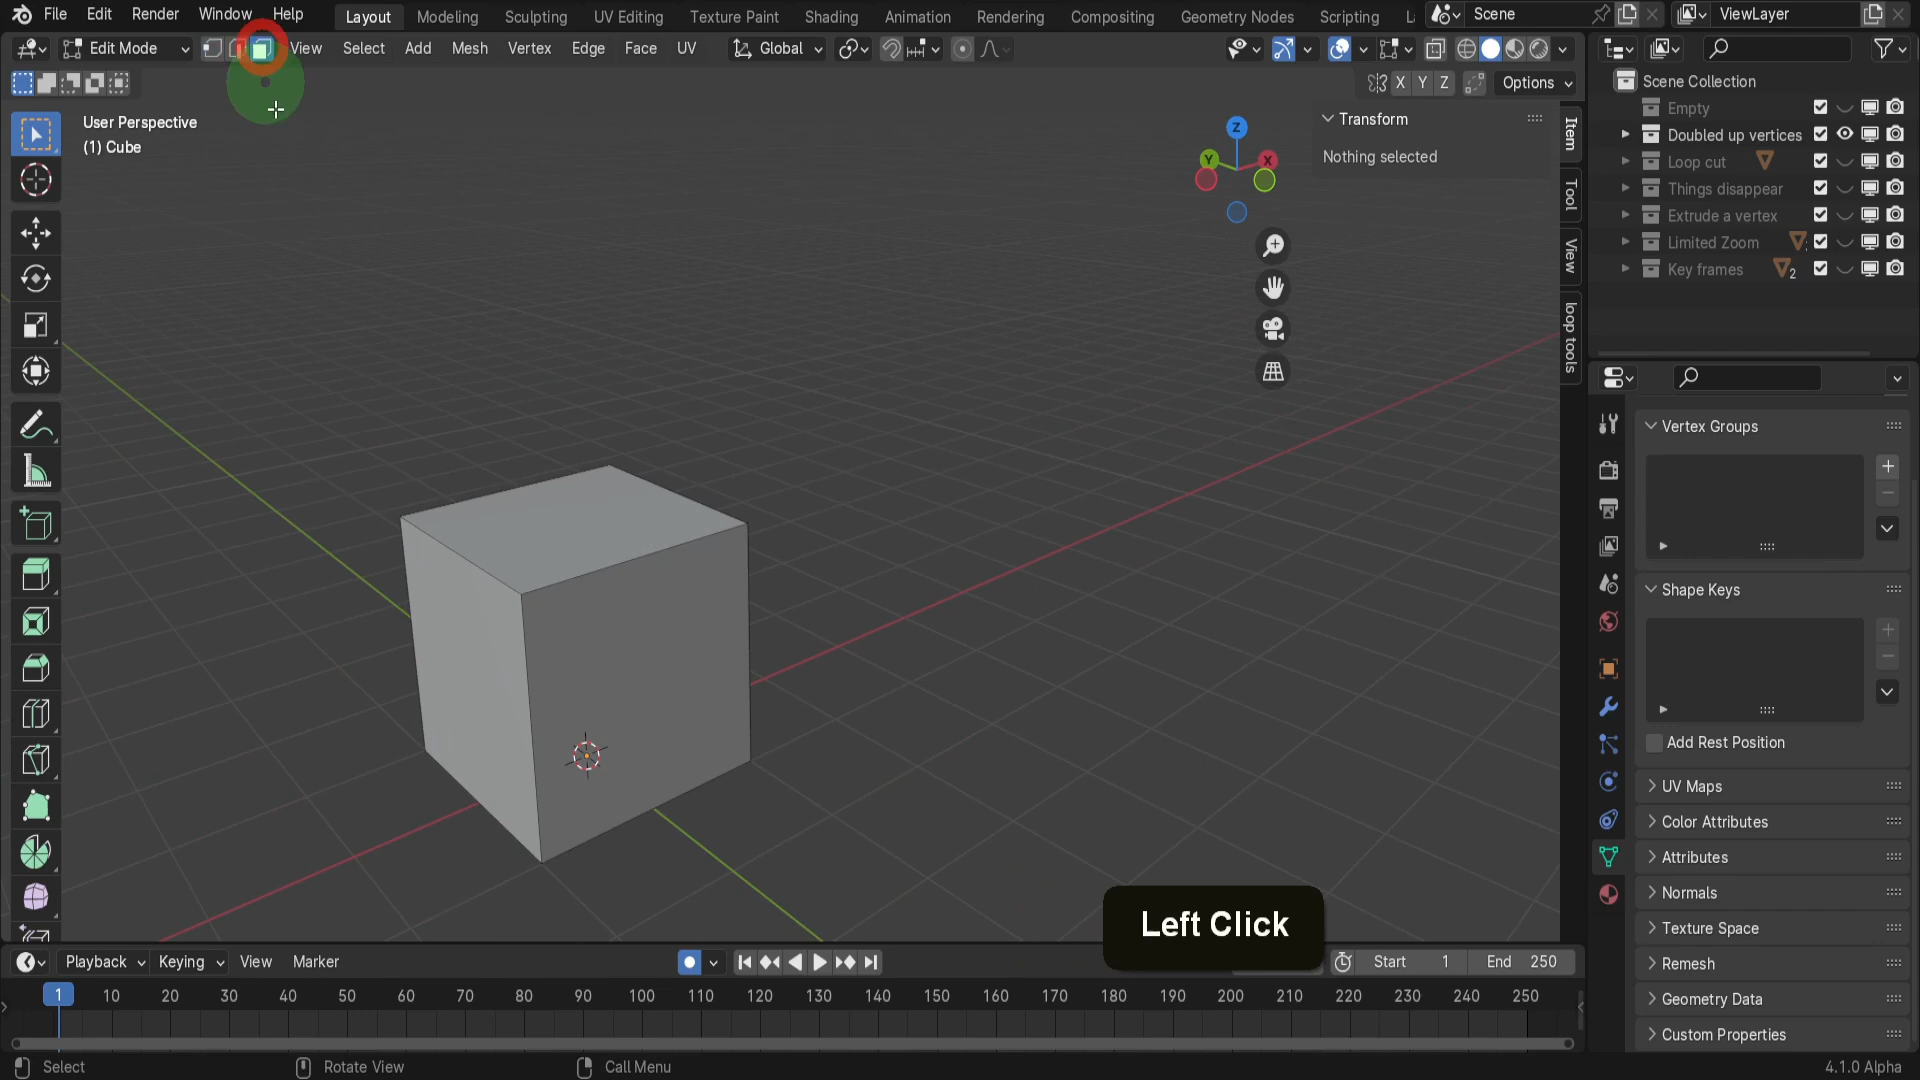 File Edit Render Window Help Layout Modeling Sculpting UV Editing Texture Paint Shading Animation Rendering Compositing Geometry Nodes Scripting L Scene ViewLayer
Edit Mode View Select Add Mesh Vertex Edge Face UV Global
X Y Z Options
User Perspective
(1) Cube
Z
Y
X
Transform
Nothing selected
Item
Tool
View
loop tools
Scene Collection
Empty
Doubled up vertices
Loop cut
Things disappear
Extrude a vertex
Limited Zoom
Key frames 2
Vertex Groups
Shape Keys
Add Rest Position
UV Maps
Color Attributes
Attributes
Normals
Texture Space
Remesh
Geometry Data
Custom Properties
Left Click
Playback Keying View Marker Start 1 End 250
1 10 20 30 40 50 60 70 80 90 100 110 120 130 140 150 160 170 180 190 200 210 220 230 240 250
Select Rotate View Call Menu 4.1.0 Alpha